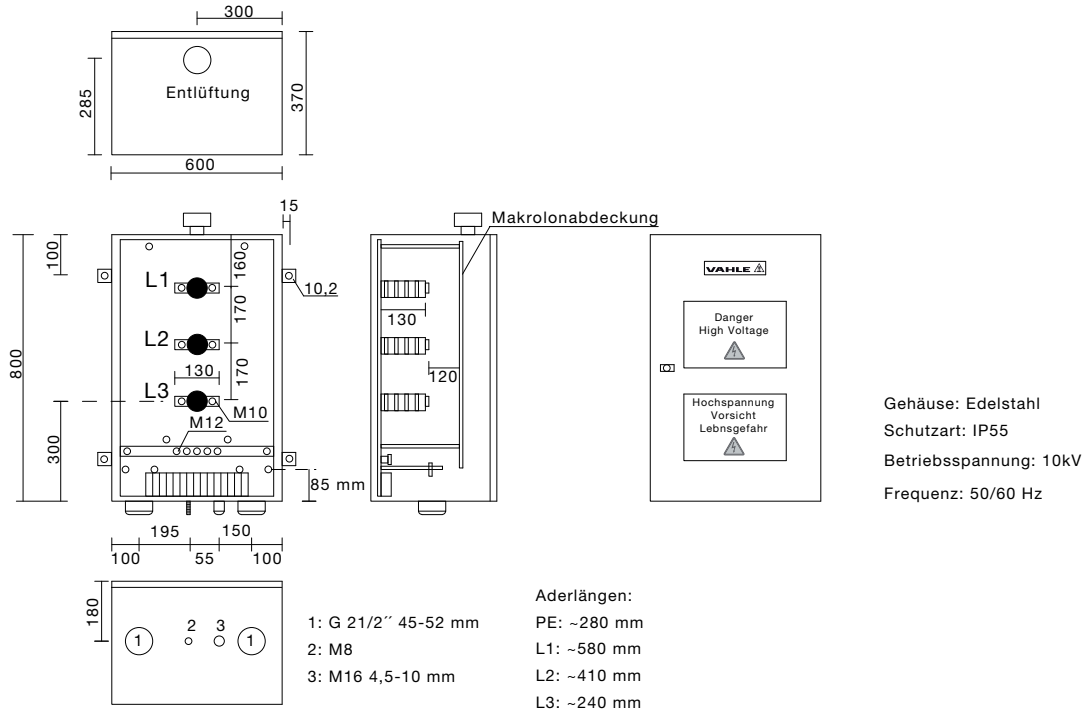 300
285
Entlüftung
370
600
15
Makrolonabdeckung
100
160
L1
10,2
170
130
L2
800
130
170
120
L3
M10
M12
300
85 mm
195
150
100
55
100
VAHLE
Danger
High Voltage
Hochspannung
Vorsicht
Lebnsgefahr
Gehäuse: Edelstahl
Schutzart: IP55
Betriebsspannung: 10kV
Frequenz: 50/60 Hz
180
1
2
3
1
1: G 21/2´´ 45-52 mm
2: M8
3: M16 4,5-10 mm
Aderlängen:
PE: ~280 mm
L1: ~580 mm
L2: ~410 mm
L3: ~240 mm